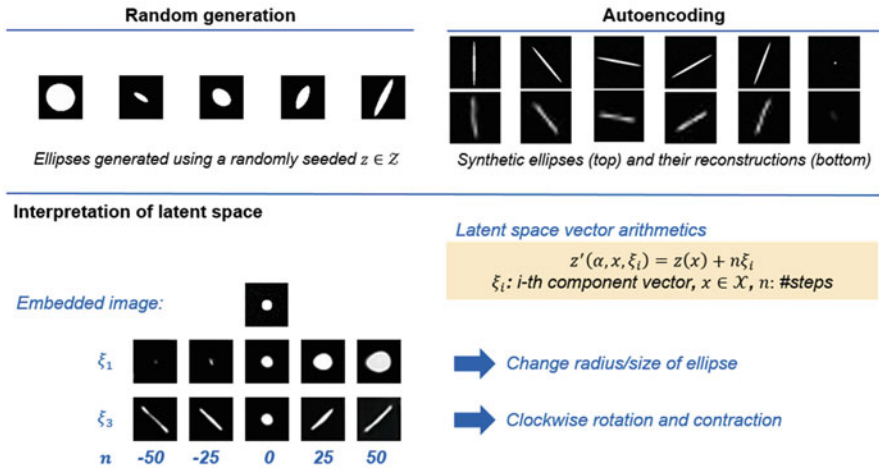 Random generation
Autoencoding
Ellipses generated using a randomly seeded z ∈ Z
Synthetic ellipses (top) and their reconstructions (bottom)
Interpretation of latent space
Latent space vector arithmetics
z′(α, x, ξᵢ) = z(x) + nξᵢ
ξᵢ: i-th component vector, x ∈ X, n: #steps
Embedded image:
ξ₁
Change radius/size of ellipse
ξ₃
Clockwise rotation and contraction
n -50 -25 0 25 50